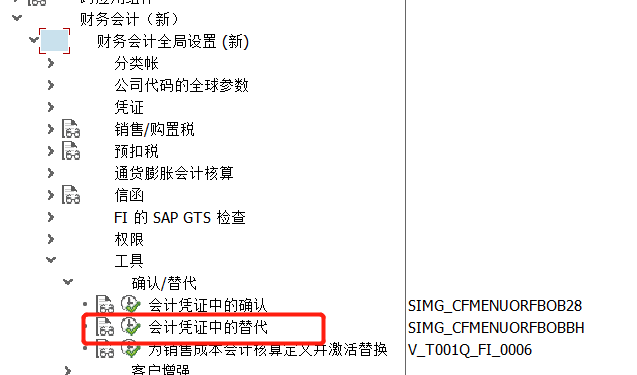 跨应用组件
财务会计（新）
财务会计全局设置 (新)
分类帐
公司代码的全球参数
凭证
销售/购置税
预扣税
通货膨胀会计核算
信函
FI 的 SAP GTS 检查
权限
工具
确认/替代
会计凭证中的确认 SIMG_CFMENUORFBOB28
会计凭证中的替代 SIMG_CFMENUORFBOBBH
为销售成本会计核算定义并激活替换 V_T001Q_FI_0006
客户增强